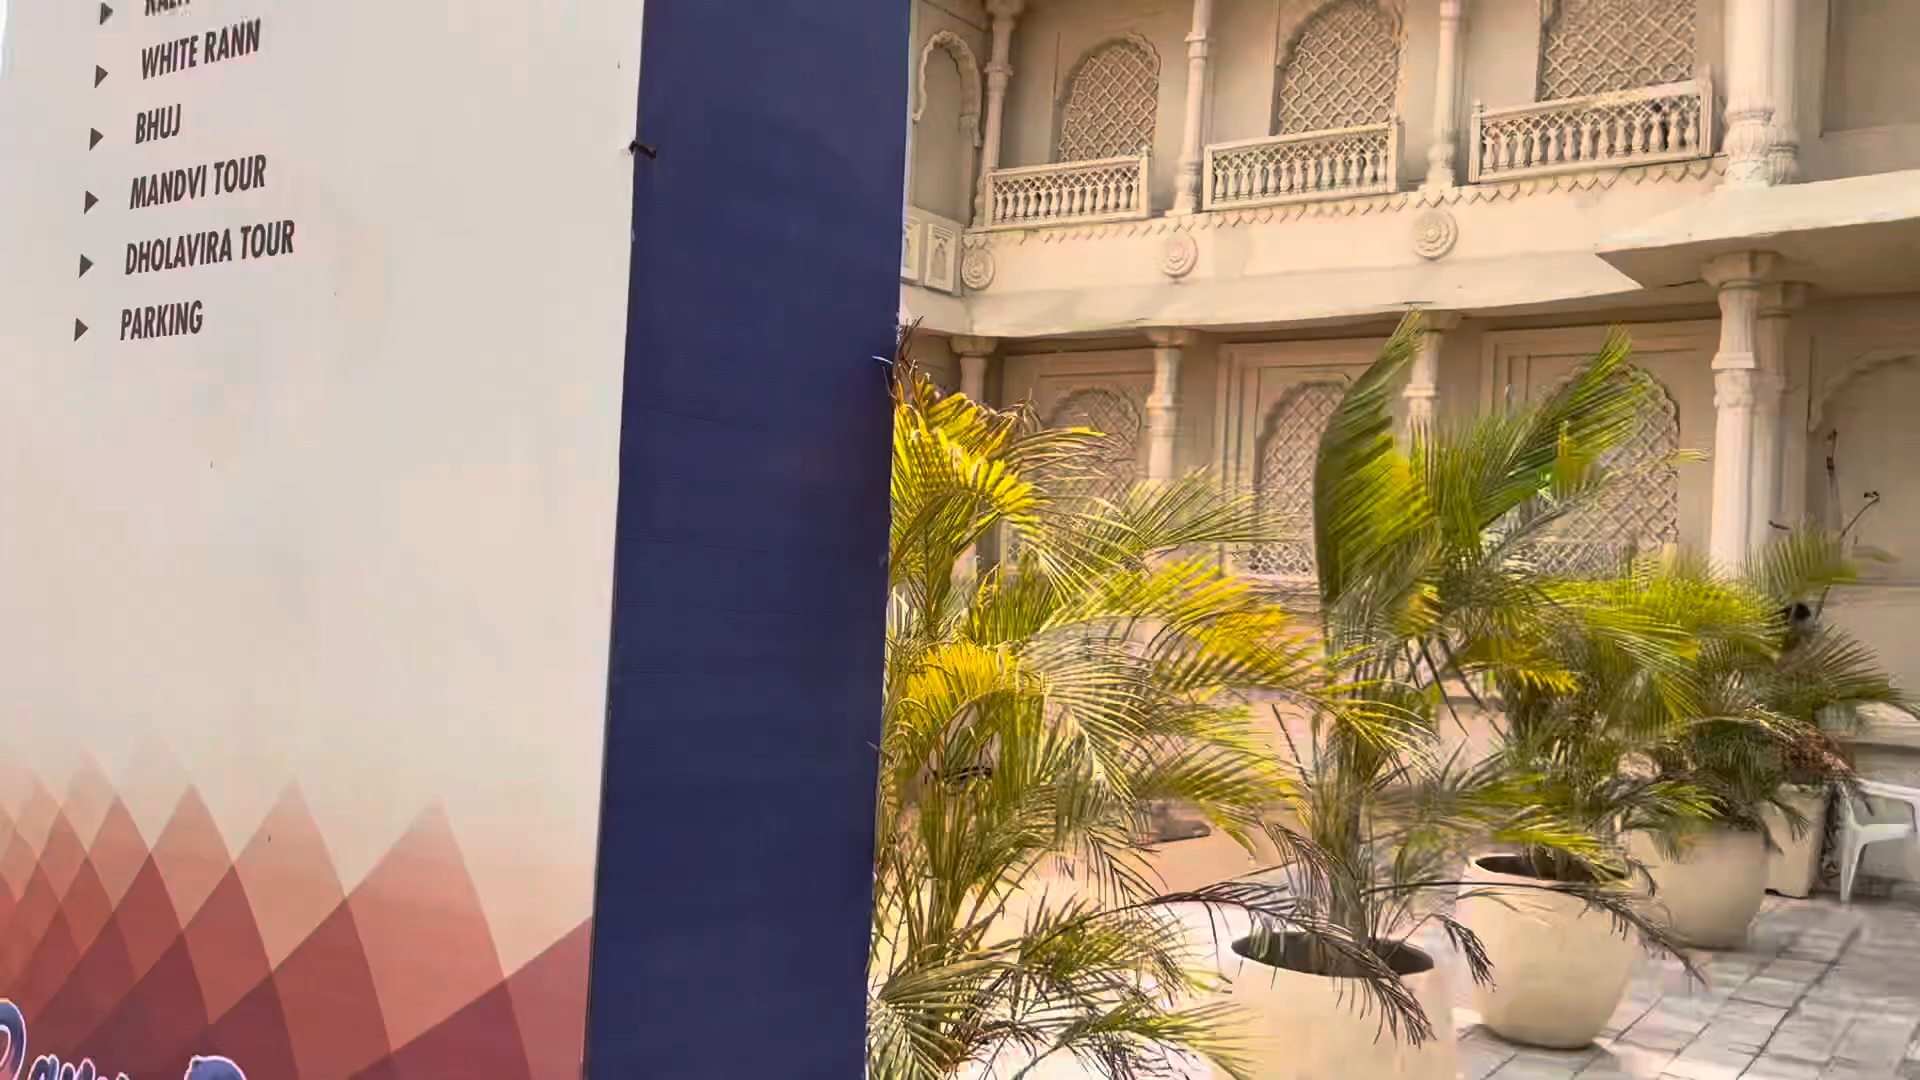 WHITE RANN
BHUJ
MANDVI TOUR
DHOLAVIRA TOUR
PARKING